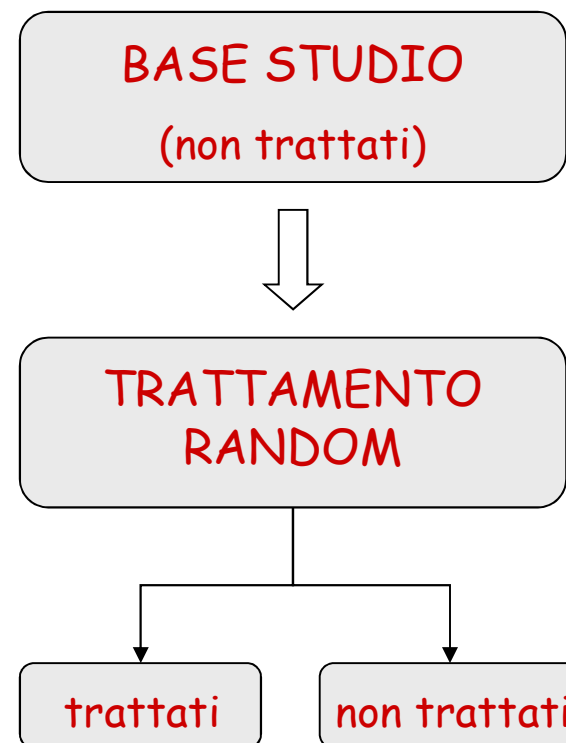 BASE STUDIO
(non trattati)
TRATTAMENTO
RANDOM
trattati
non trattati